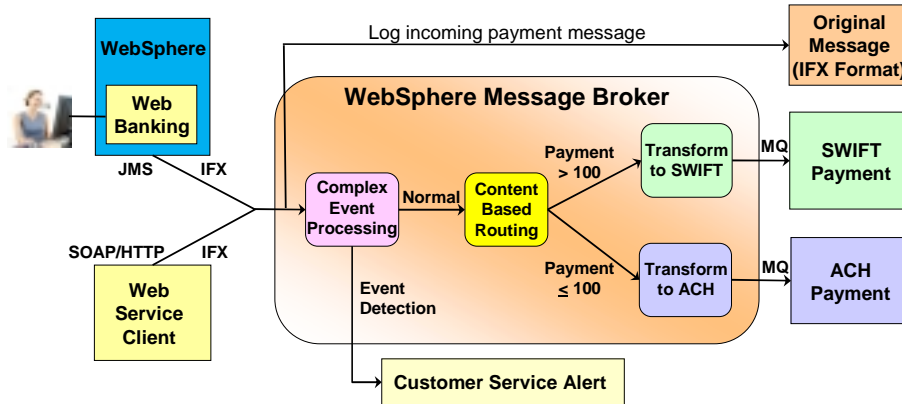 WebSphere
Web
Banking
JMS
IFX
SOAP/HTTP
IFX
Web
Service
Client
Log incoming payment message
Original
Message
(IFX Format)
WebSphere Message Broker
Complex
Event
Processing
Normal
Content
Based
Routing
Payment
> 100
Transform
to SWIFT
MQ
SWIFT
Payment
Payment
≤ 100
Transform
to ACH
MQ
ACH
Payment
Event
Detection
Customer Service Alert